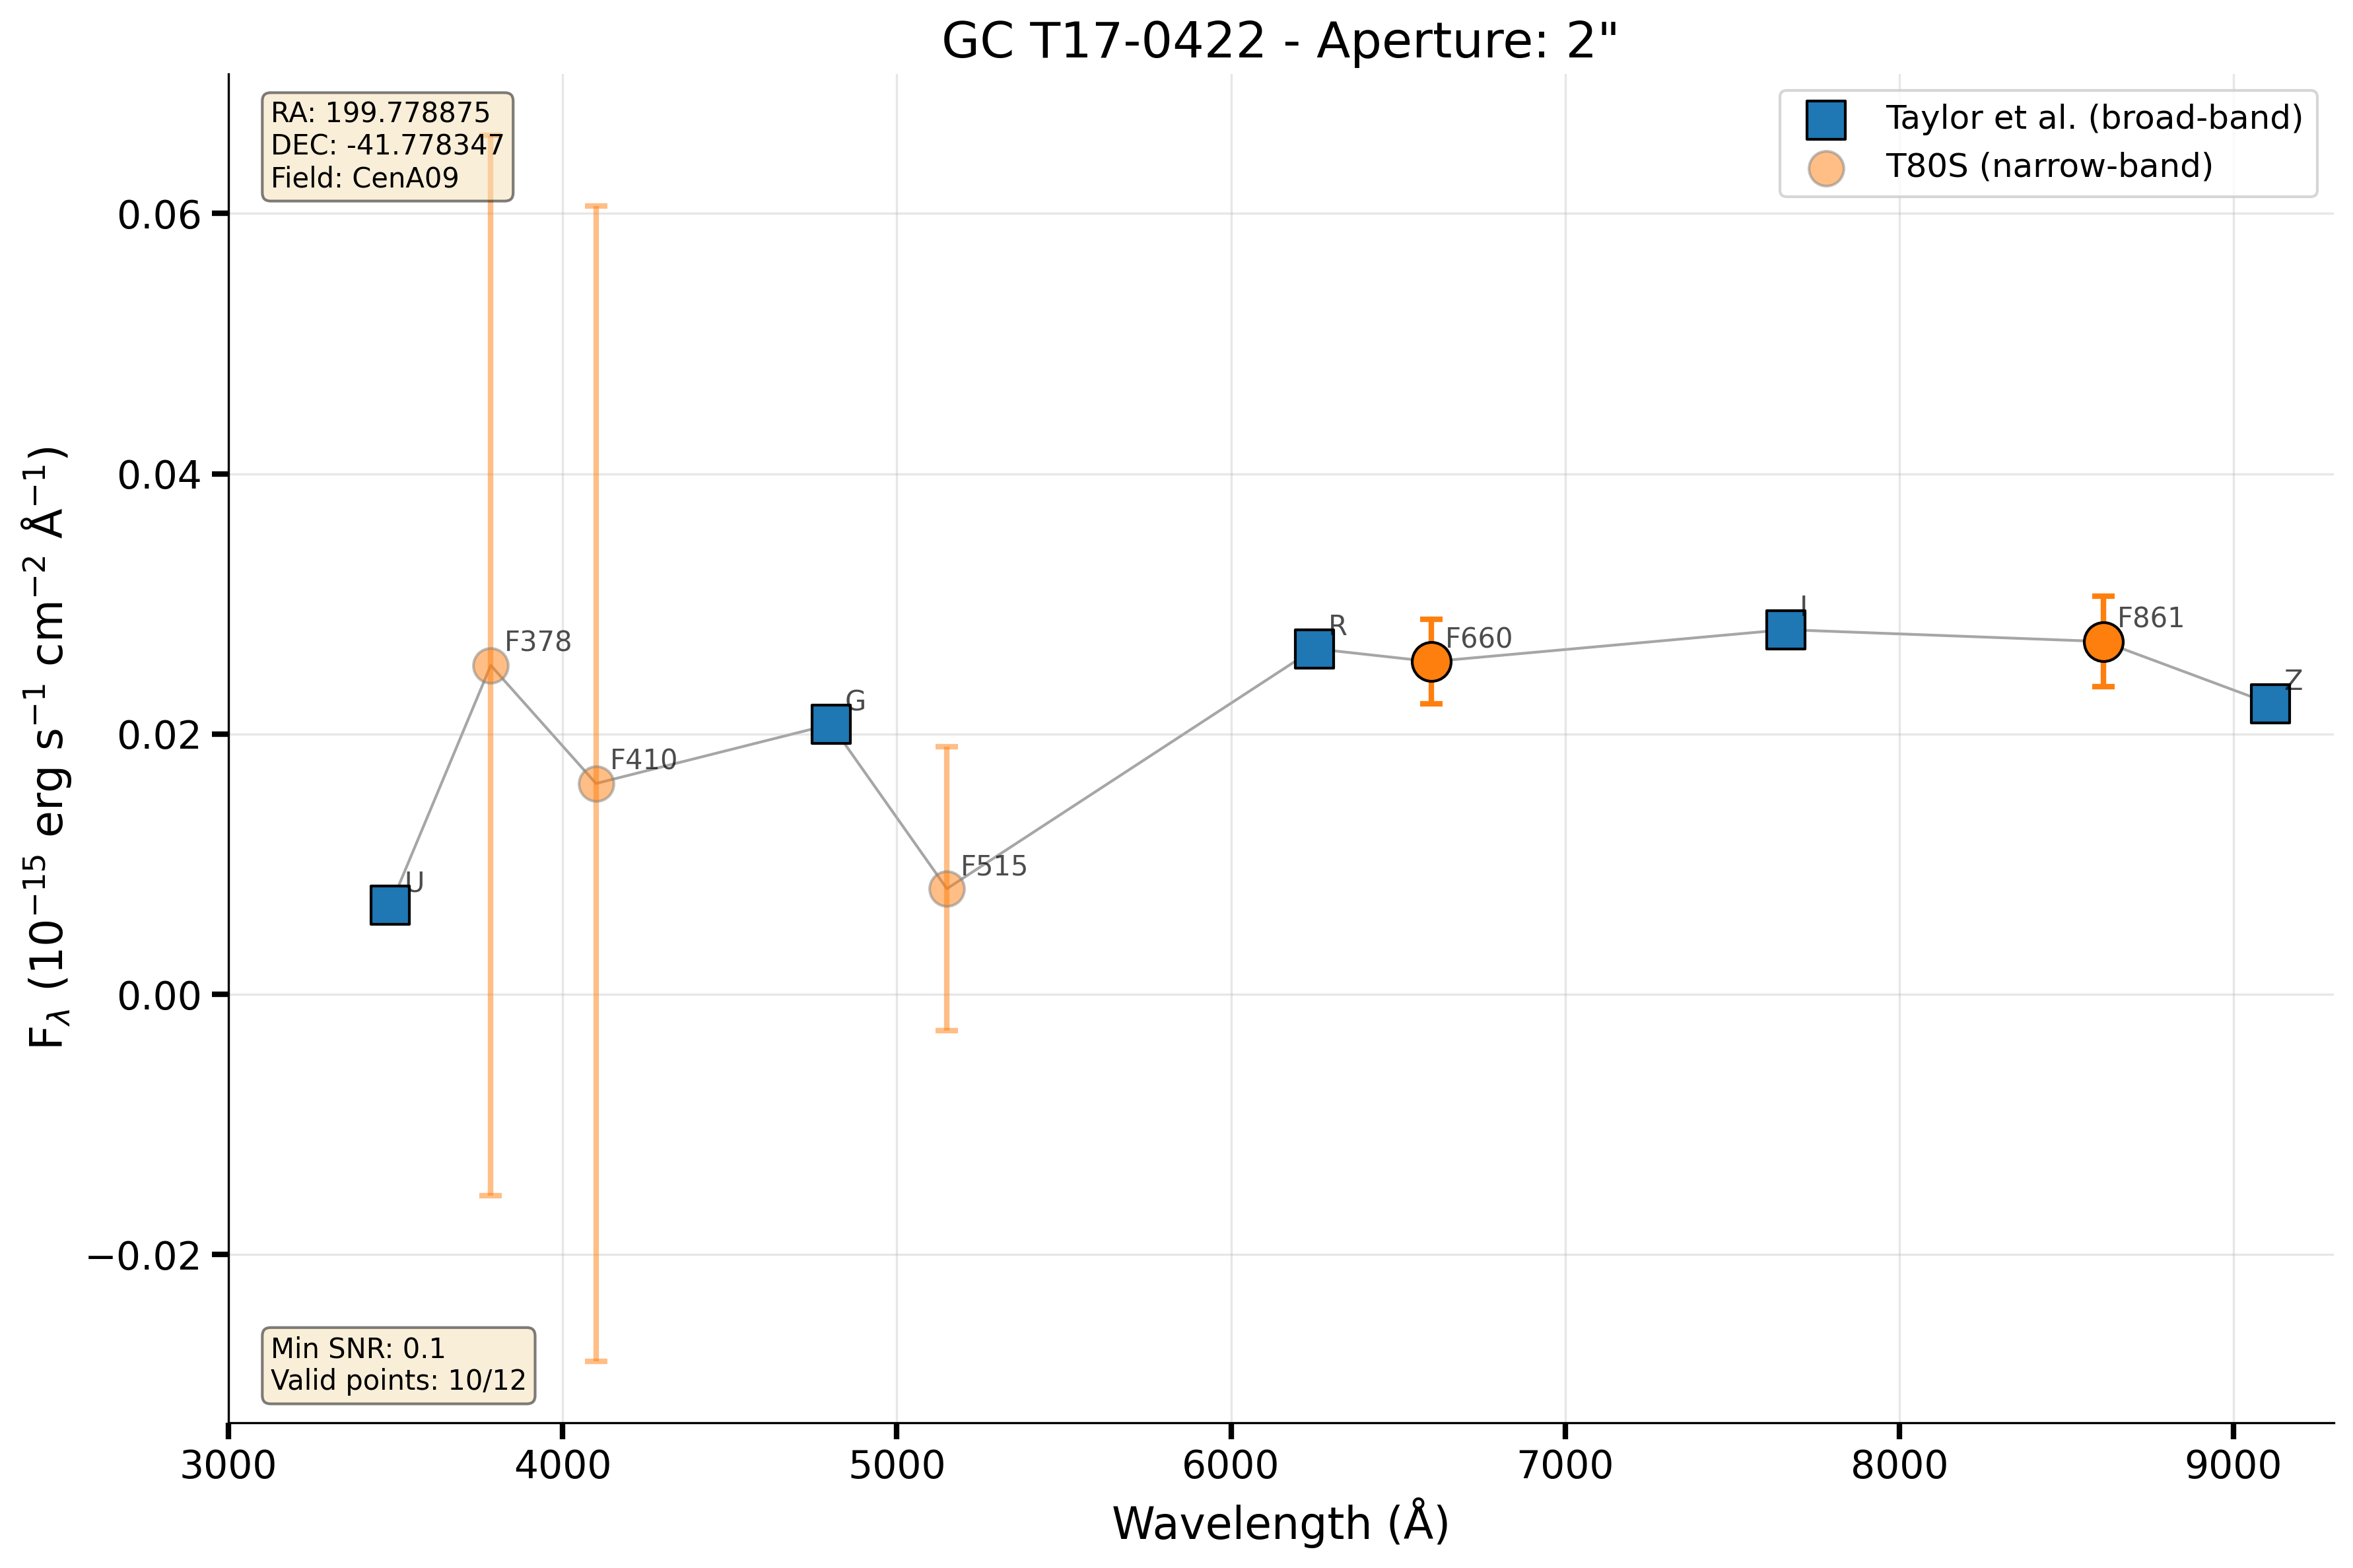 GC T17-0422 - Aperture: 2"
RA: 199.778875
DEC: -41.778347
Field: CenA09
Taylor et al. (broad-band)
T80S (narrow-band)
0.06
0.04
0.02
0.00
−0.02
F_λ (10⁻¹⁵ erg s⁻¹ cm⁻² Å⁻¹)
U
F378
F410
G
F515
R
F660
I
F861
Z
Min SNR: 0.1
Valid points: 10/12
3000 4000 5000 6000 7000 8000 9000
Wavelength (Å)